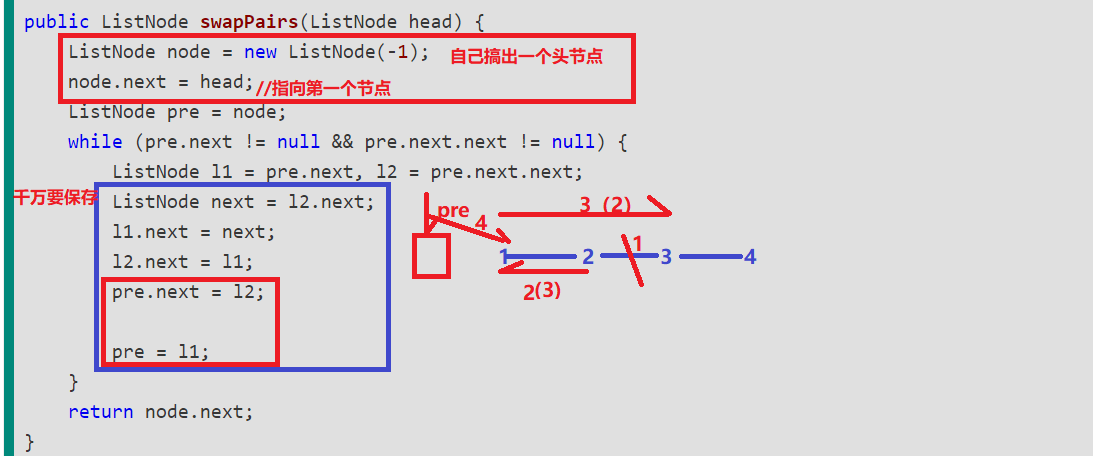 public ListNode swapPairs(ListNode head) {
ListNode node = new ListNode(-1); 自己搞出一个头节点
node.next = head; //指向第一个节点
ListNode pre = node;
while (pre.next != null && pre.next.next != null) {
ListNode l1 = pre.next, l2 = pre.next.next;
千万要保存 ListNode next = l2.next;
l1.next = next;
l2.next = l1;
pre.next = l2;
pre = l1;
}
return node.next;
}
pre 4 3 (2)
1 2 1 3 4
2(3)